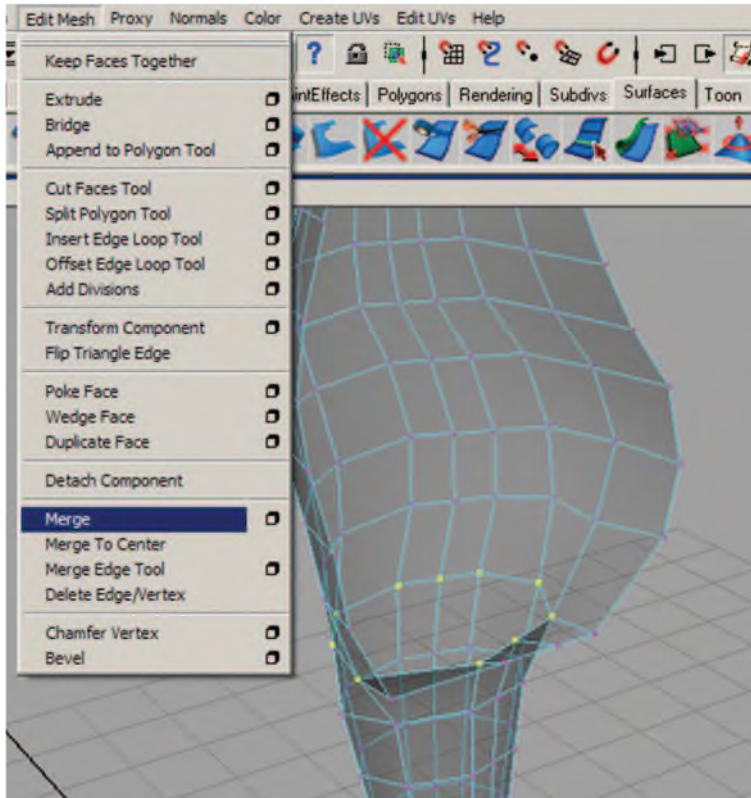 Edit Mesh Proxy Normals Color Create UVs Edit UVs Help
Keep Faces Together
intEffects Polygons Rendering Subdivs Surfaces Toon
Extrude
Bridge
Append to Polygon Tool
Cut Faces Tool
Split Polygon Tool
Insert Edge Loop Tool
Offset Edge Loop Tool
Add Divisions
Transform Component
Flip Triangle Edge
Poke Face
Wedge Face
Duplicate Face
Detach Component
Merge
Merge To Center
Merge Edge Tool
Delete Edge/Vertex
Chamfer Vertex
Bevel